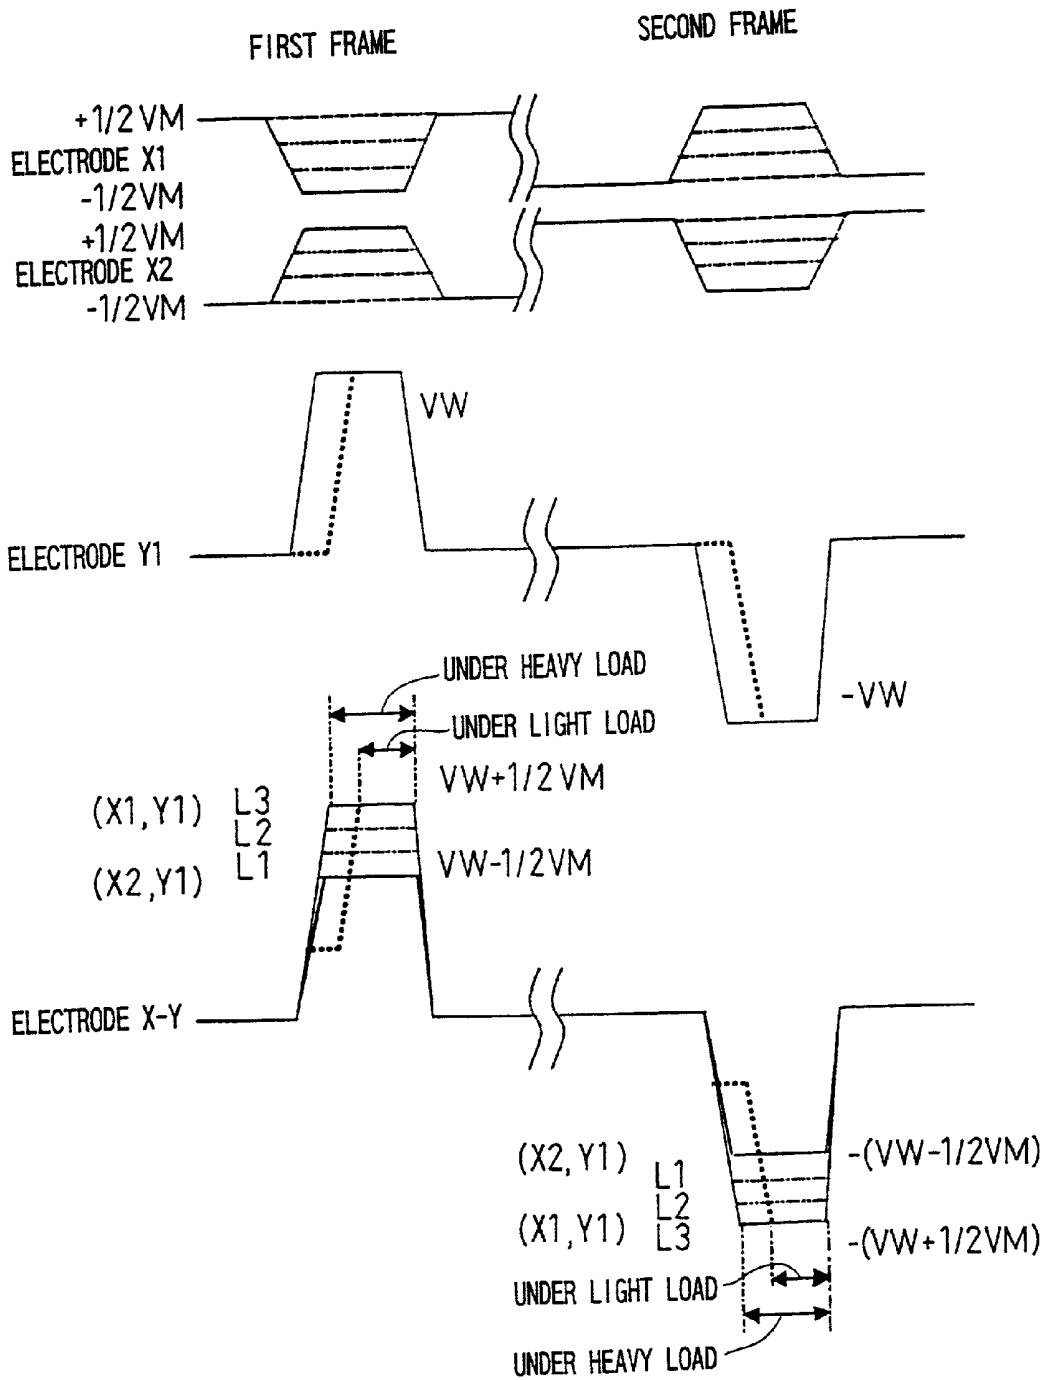 FIRST FRAME
SECOND FRAME
+1/2VM
ELECTRODE X1
-1/2VM
+1/2VM
ELECTRODE X2
-1/2VM
VW
ELECTRODE Y1
UNDER HEAVY LOAD
-VW
UNDER LIGHT LOAD
VW+1/2VM
(X1,Y1) L3
L2
L1
VW-1/2VM
(X2,Y1)
ELECTRODE X-Y
(X2,Y1)
-(VW-1/2VM)
L1
L2
(X1,Y1) L3
-(VW+1/2VM)
UNDER LIGHT LOAD
UNDER HEAVY LOAD